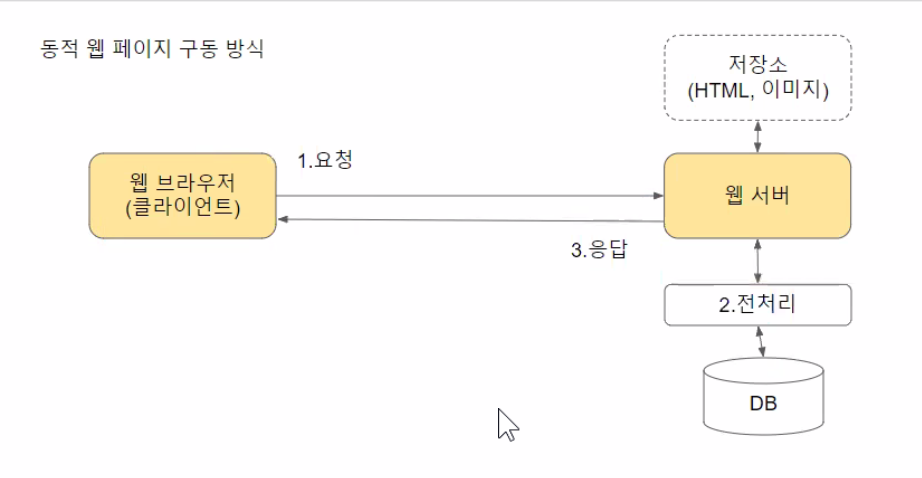 동적 웹 페이지 구동 방식
저장소
(HTML, 이미지)
1.요청
웹 브라우저
(클라이언트)
웹 서버
3.응답
2.전처리
DB